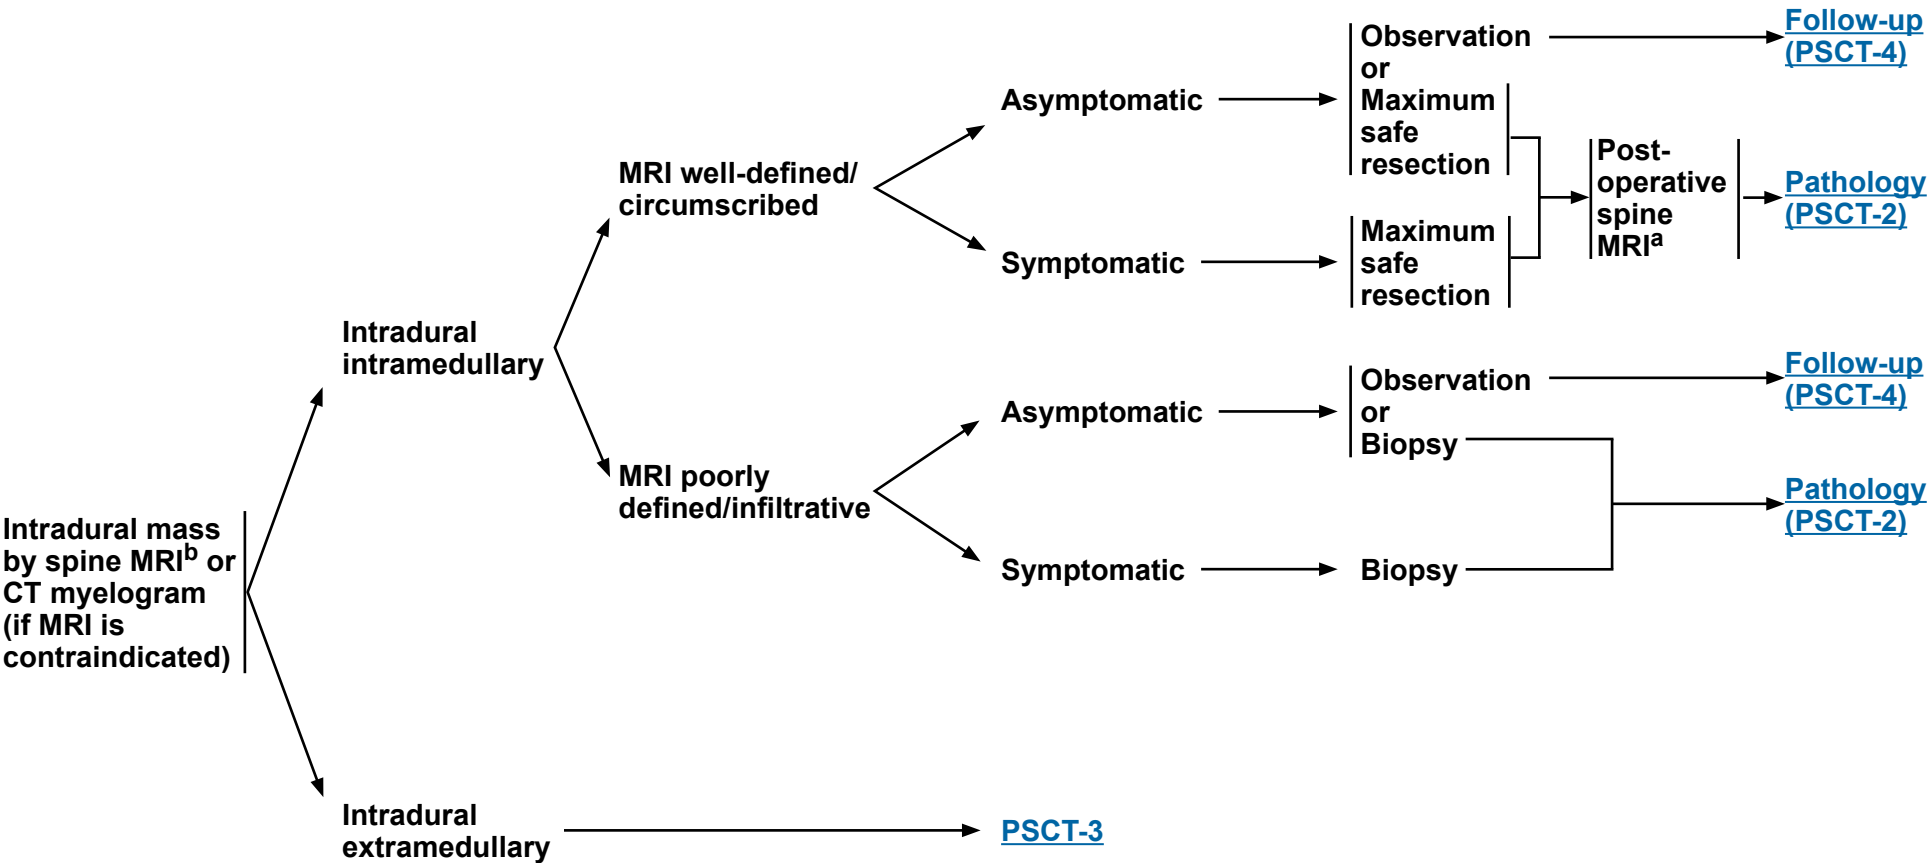 Intradural mass
by spine MRIb or
CT myelogram
(if MRI is
contraindicated)
Intradural
intramedullary
MRI well-defined/
circumscribed
Asymptomatic
Observation
or
Maximum
safe
resection
Follow-up
(PSCT-4)
Symptomatic
Maximum
safe
resection
Post-
operative
spine
MRIa
Pathology
(PSCT-2)
MRI poorly
defined/infiltrative
Asymptomatic
Observation
or
Biopsy
Follow-up
(PSCT-4)
Symptomatic
Biopsy
Pathology
(PSCT-2)
Intradural
extramedullary
PSCT-3